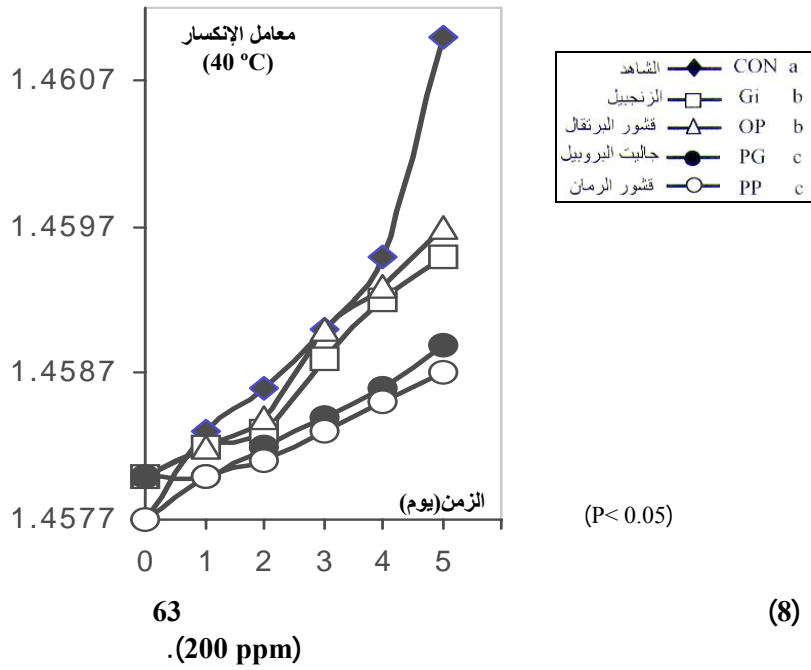 معامل الإنكسار
(40 ºC)
1.4607
1.4597
1.4587
1.4577
0 1 2 3 4 5
الزمن(يوم)
الشاهد CON a
الزنجبيل Gi b
قشور البرتقال OP b
جاليت البروبيل PG c
قشور الرمان PP c
(P< 0.05)
(8) 63
.(200 ppm)